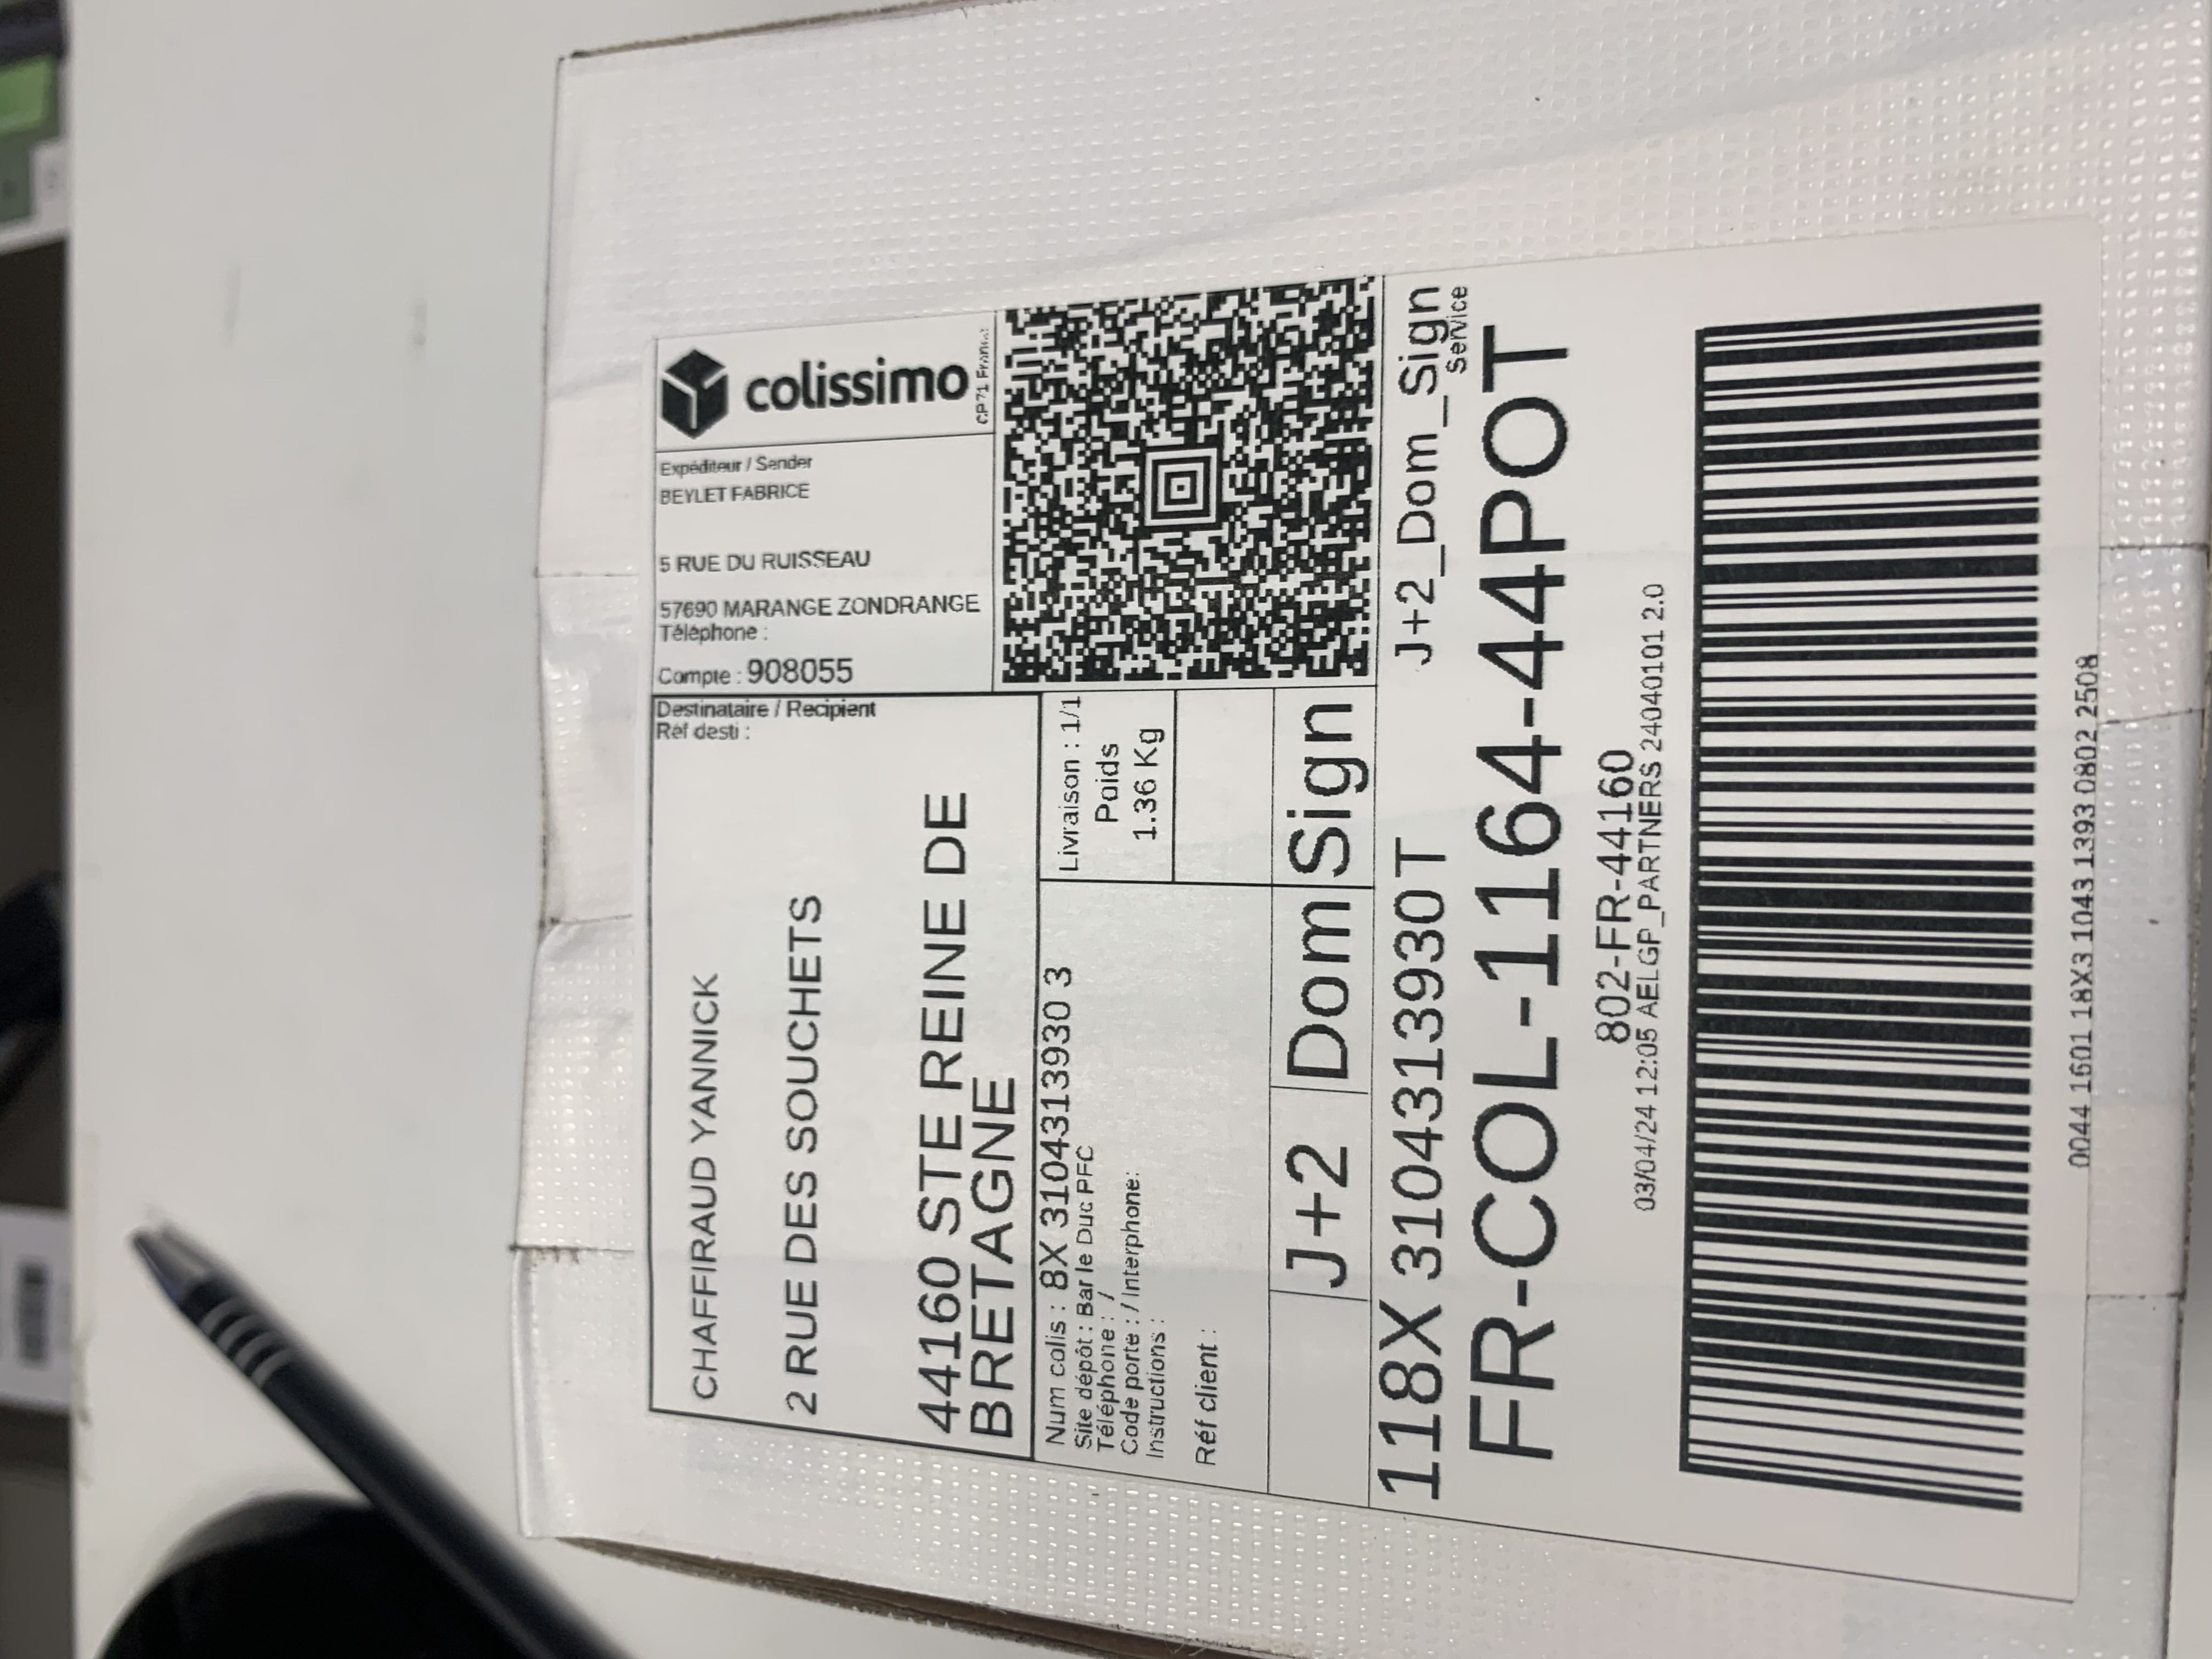 colissimo
Expéditeur / Sender
BEYLET FABRICE
5 RUE DU RUISSEAU
57690 MARANGE ZONDRANGE
Téléphone :
Compte : 908055
Destinataire / Recipient
Réf desti :
CHAFFIRAUD YANNICK
2 RUE DES SOUCHETS
44160 STE REINE DE
BRETAGNE
Num colis : 8X 3104313930 3
Site dépôt : Bar le Duc PFC
Téléphone : /
Code porte : / Interphone:
Instructions :
Réf client :
Livraison : 1/1
Poids
1.36 Kg
J+2 Dom Sign
118X 3104313930T J+2_Dom_Sign
Service
FR-COL-1164-44POT
802-FR-44160
03/04/24 12:05 AELGP_PARTNERS 24040101 2.0
0044 1601 18X3 1043 1393 0802 2508